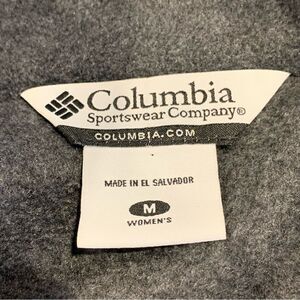 Columbia
Sportswear Company®
COLUMBIA.COM
MADE IN EL SALVADOR
M
WOMEN'S